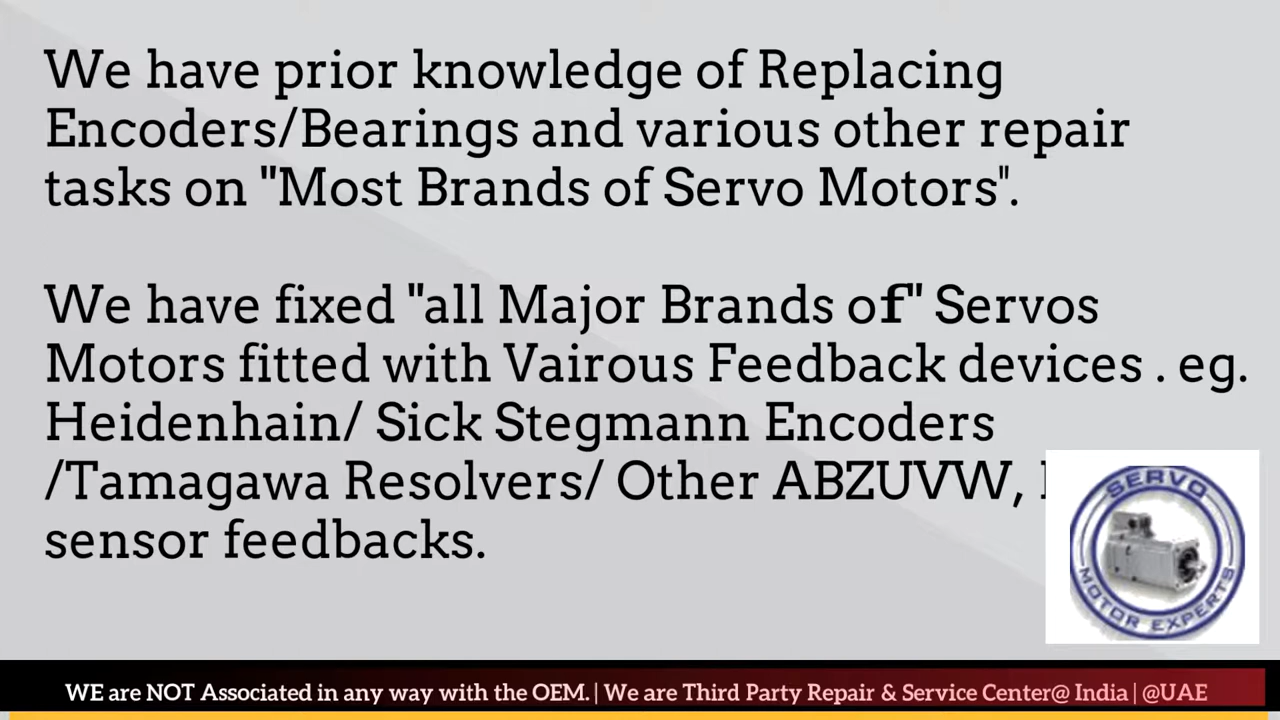 We have prior knowledge of Replacing
Encoders/Bearings and various other repair
tasks on "Most Brands of Servo Motors".
We have fixed "all Major Brands of" Servos
Motors fitted with Vairous Feedback devices . eg.
Heidenhain/ Sick Stegmann Encoders
/Tamagawa Resolvers/ Other ABZUVW,
sensor feedbacks.
SERVO
MOTOR EXPERTS
WE are NOT Associated in any way with the OEM. | We are Third Party Repair & Service Center@ India | @UAE